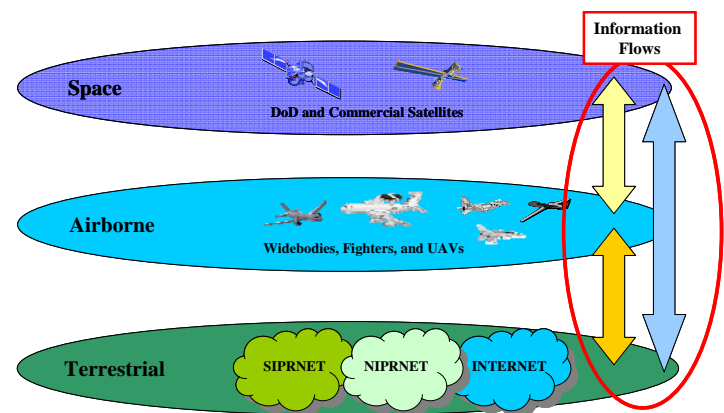 Information
Flows
Space
DoD and Commercial Satellites
Airborne
Widebodies, Fighters, and UAVs
Terrestrial
SIPRNET
NIPRNET
INTERNET